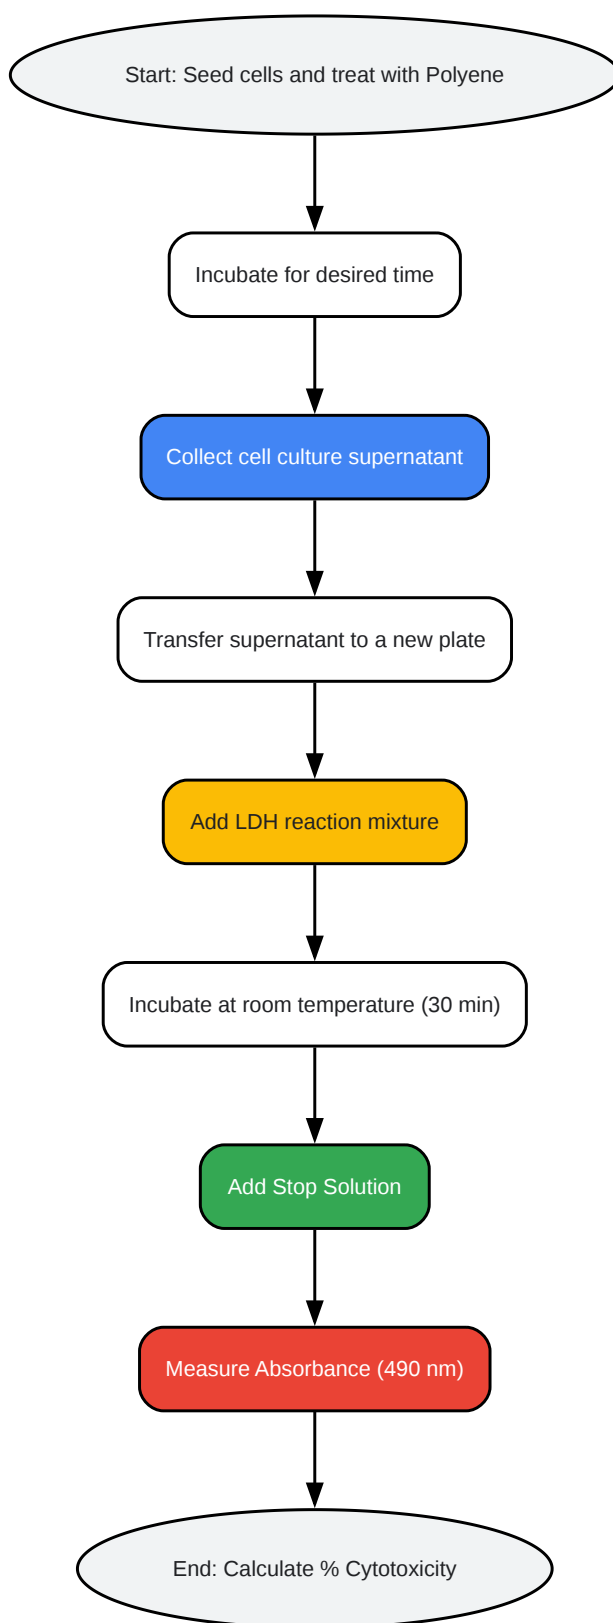 Start: Seed cells and treat with Polyene
Incubate for desired time
Collect cell culture supernatant
Transfer supernatant to a new plate
Add LDH reaction mixture
Incubate at room temperature (30 min)
Add Stop Solution
Measure Absorbance (490 nm)
End: Calculate % Cytotoxicity